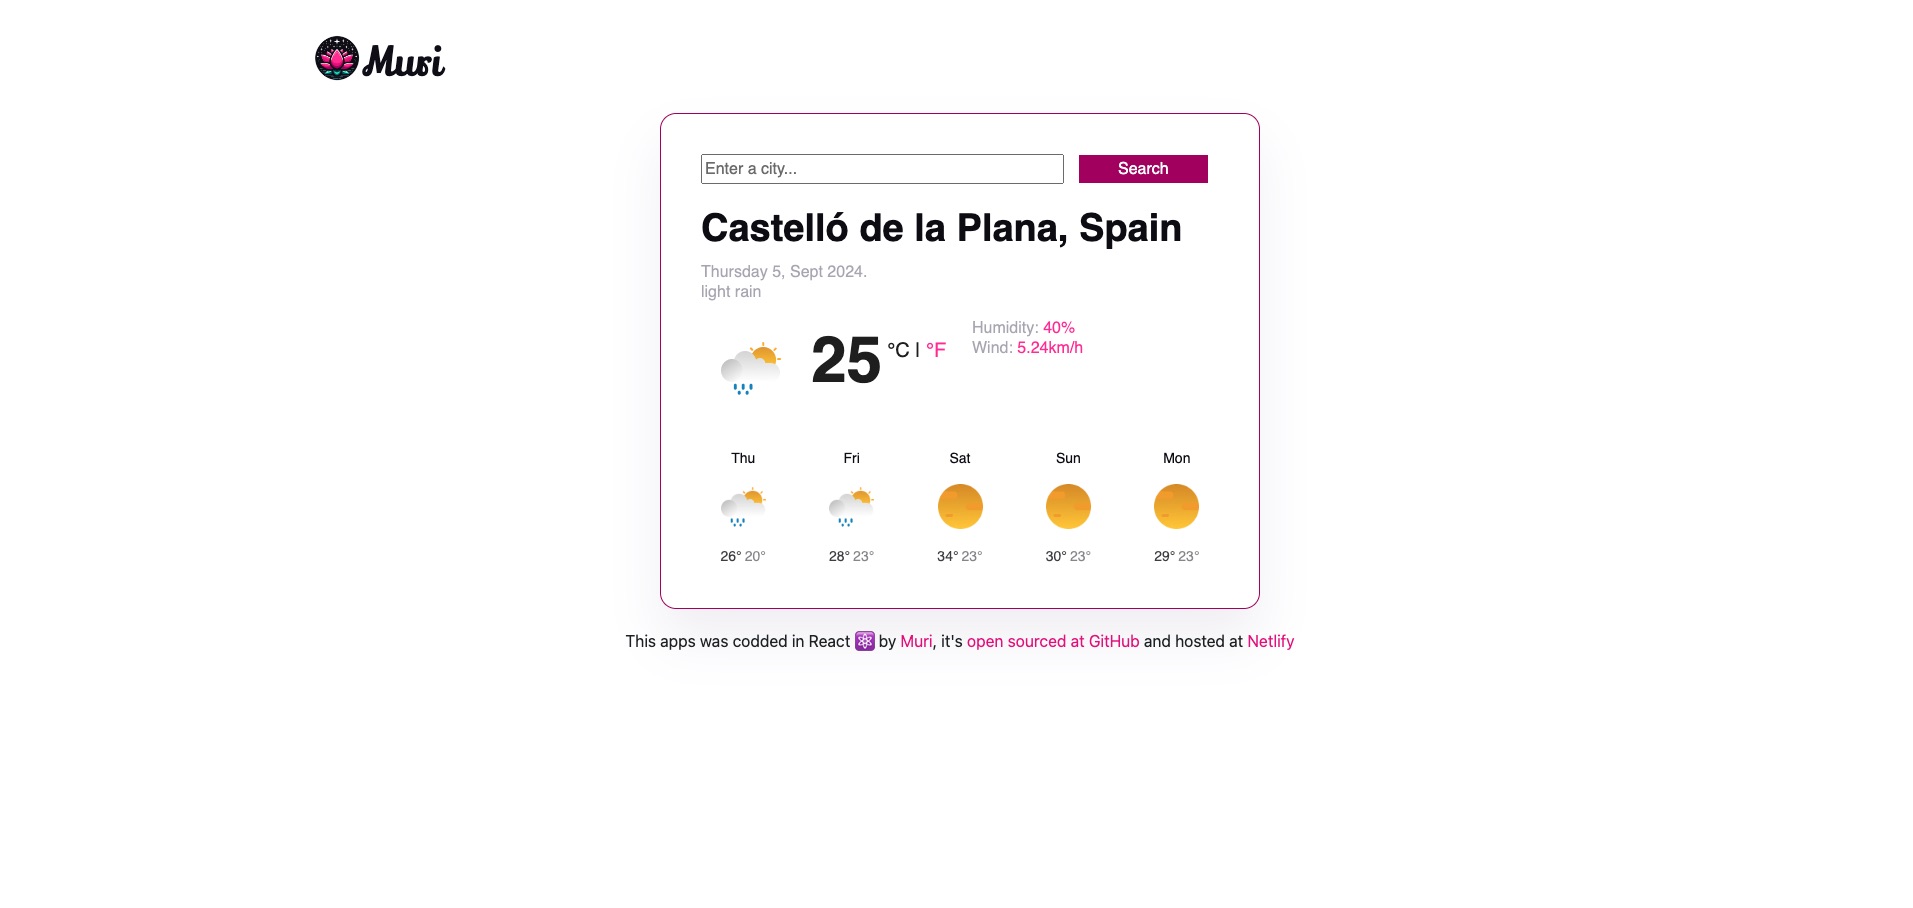 Muri
Enter a city...
Search
Castelló de la Plana, Spain
Thursday 5, Sept 2024.
light rain
25 °C | °F
Humidity: 40%
Wind: 5.24km/h
Thu Fri Sat Sun Mon
26° 20° 28° 23° 34° 23° 30° 23° 29° 23°
This apps was codded in React ⚛️ by Muri, it's open sourced at GitHub and hosted at Netlify